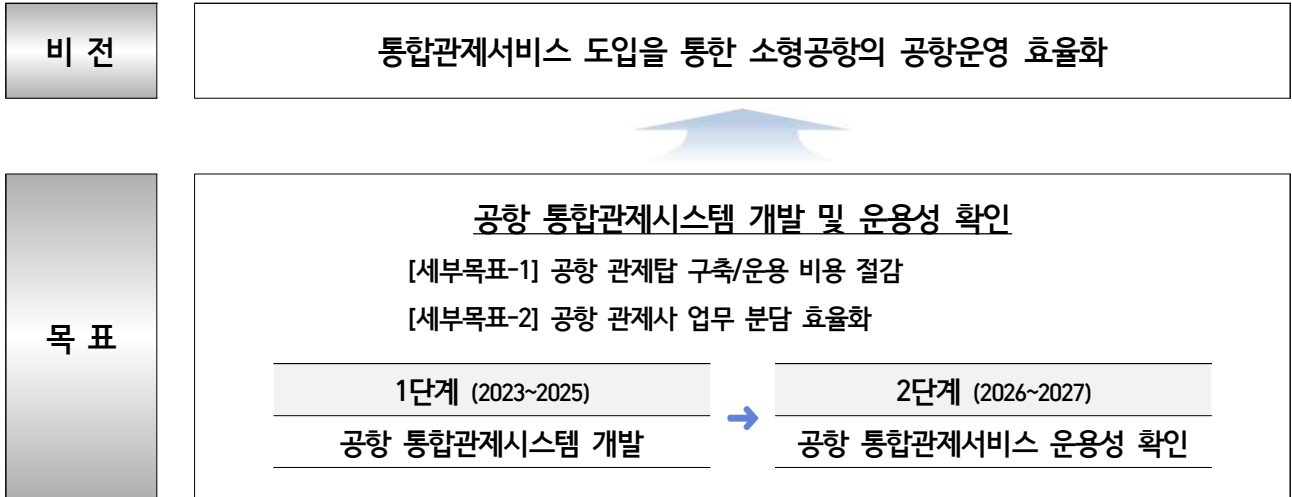 비 전
통합관제서비스 도입을 통한 소형공항의 공항운영 효율화
목 표
공항 통합관제시스템 개발 및 운용성 확인
[세부목표-1] 공항 관제탑 구축/운용 비용 절감
[세부목표-2] 공항 관제사 업무 분담 효율화
1단계 (2023~2025)
공항 통합관제시스템 개발
➜
2단계 (2026~2027)
공항 통합관제서비스 운용성 확인